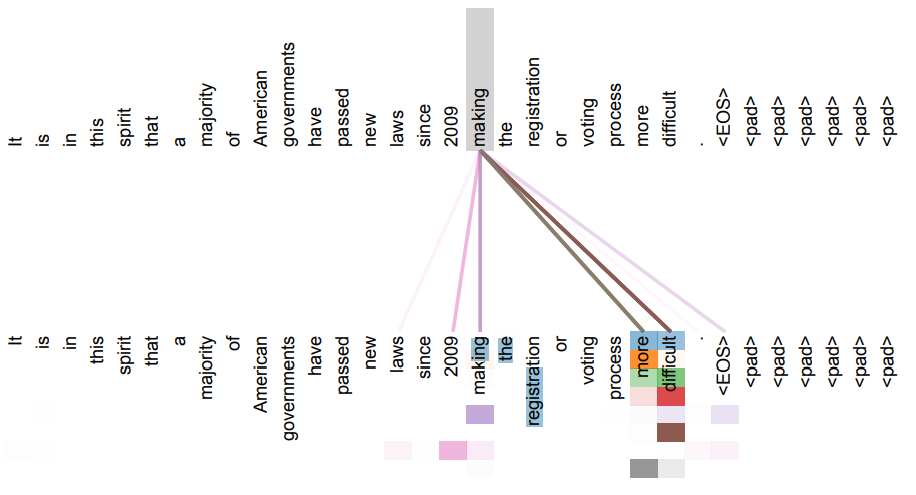 It is in this spirit that a majority of American governments have passed new laws since 2009 making the registration or voting process more difficult . <EOS> <pad> <pad> <pad> <pad> <pad> <pad>
It is in this spirit that a majority of American governments have passed new laws since 2009 making the registration or voting process more difficult . <EOS> <pad> <pad> <pad> <pad> <pad> <pad>